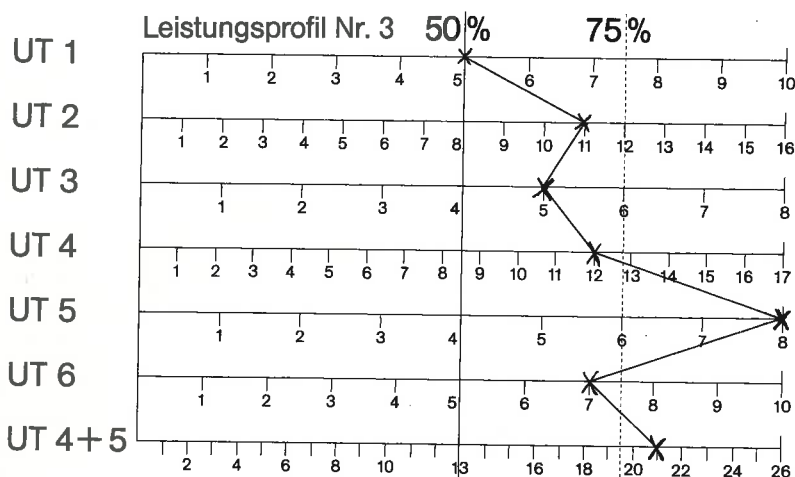 Leistungsprofil Nr. 3 50% 75%
UT 1
1 2 3 4 5 6 7 8 9 10
UT 2
1 2 3 4 5 6 7 8 9 10 11 12 13 14 15 16
UT 3
1 2 3 4 5 6 7 8
UT 4
1 2 3 4 5 6 7 8 9 10 11 12 13 14 15 16 17
UT 5
1 2 3 4 5 6 7 8
UT 6
1 2 3 4 5 6 7 8 9 10
UT 4+5
2 4 6 8 10 13 16 18 20 22 24 26